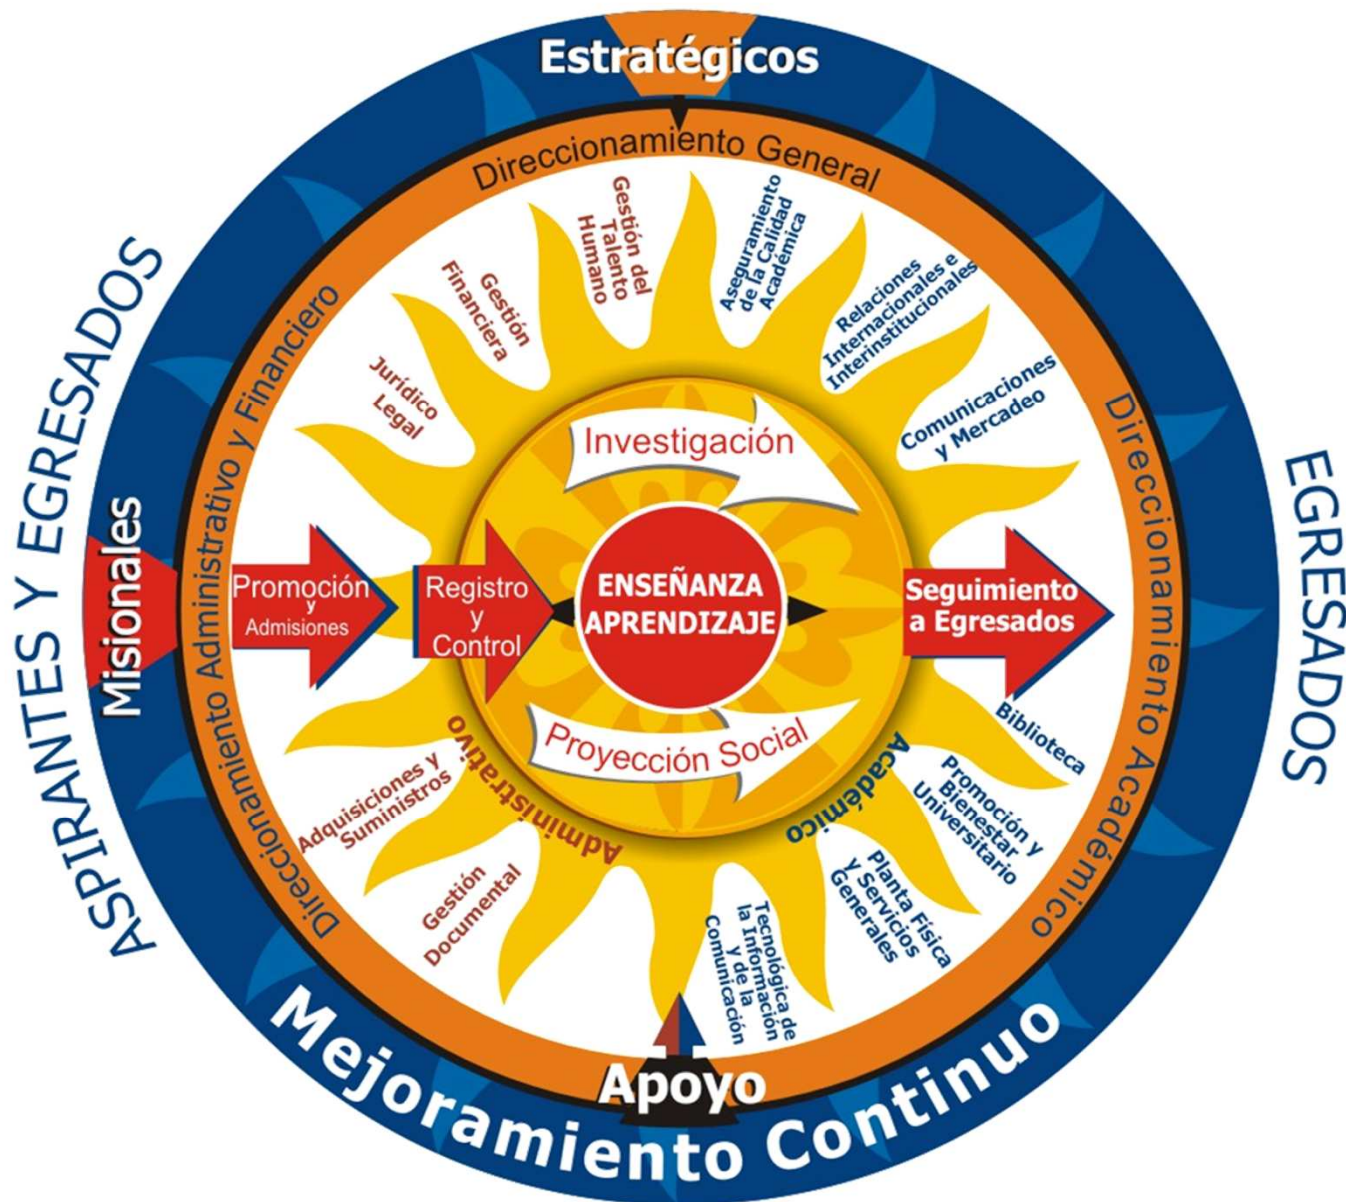 Estratégicos
Direccionamiento General
Direccionamiento Administrativo y Financiero
Direccionamiento Académico
ASPIRANTES Y EGRESADOS
Misionales
EGRESADOS
Jurídico
Legal
Gestión
Financiera
Gestión del
Talento
Humano
Aseguramiento
de la Calidad
Académica
Relaciones
Internacionales e
Interinstitucionales
Comunicaciones
y Mercadeo
Investigación
Promoción
y
Admisiones
Registro
y
Control
ENSEÑANZA
APRENDIZAJE
Seguimiento
a Egresados
Proyección Social
Administrativo
Académico
Adquisiciones y
Suministros
Gestión
Documental
Tecnológica de
la Información
y de la
Comunicación
Planta Física
y Servicios
Generales
Promoción y
Bienestar
Universitario
Biblioteca
Apoyo
Mejoramiento Continuo